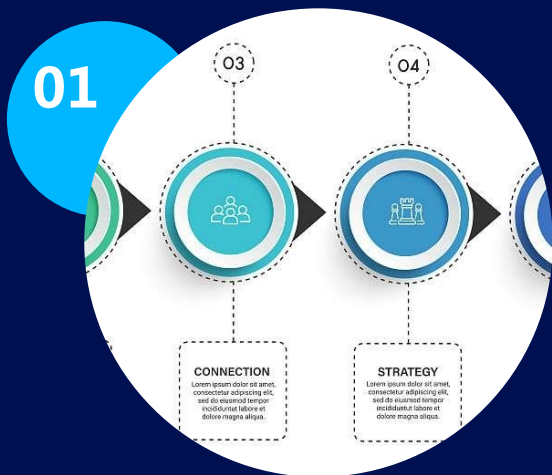 01
03
04
CONNECTION
Lorem ipsum dolor sit amet,
consectetur adipiscing elit,
sed do eiusmod tempor
incididuntut labore et
dolore magna aliqua.
STRATEGY
Lorem ipsum dolor sit amet,
consectetur adipiscing elit,
sed do eiusmod tempor
incididuntut labore et
dolore magna aliqua.